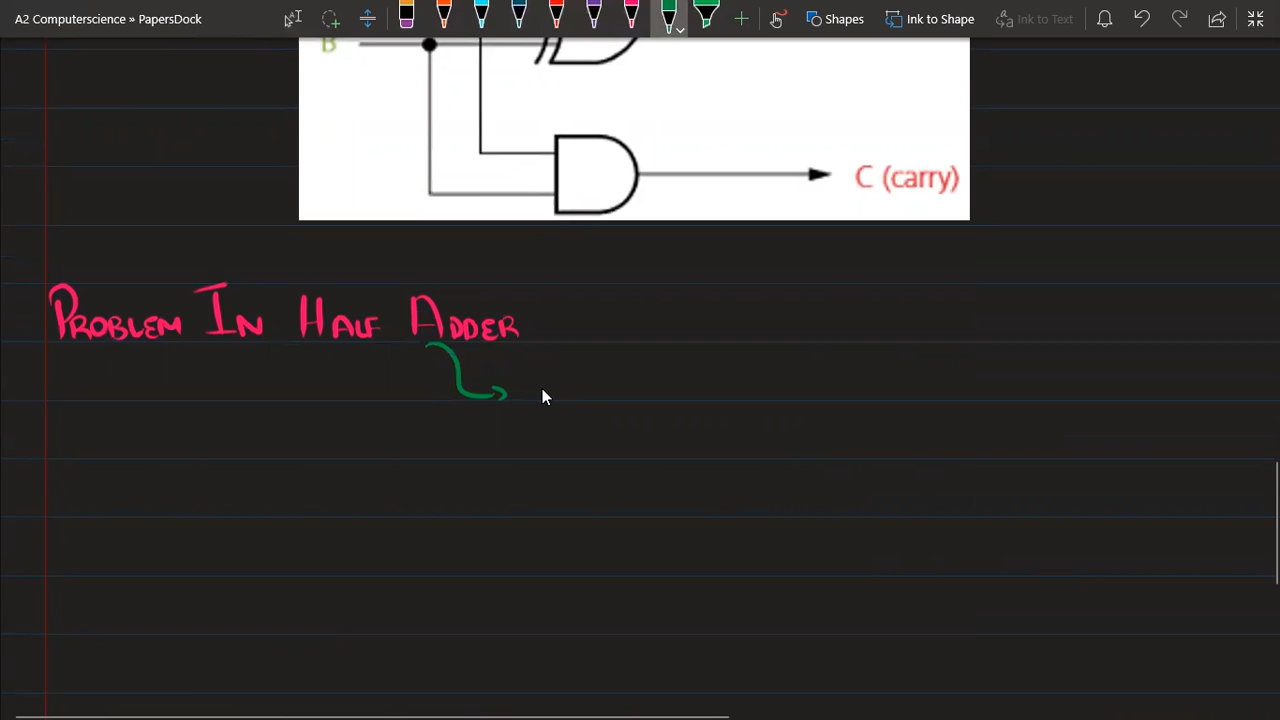 A2 Computerscience » PapersDock
Shapes
Ink to Shape
Ink to Text
B
C (carry)
PROBLEM IN HALF ADDER